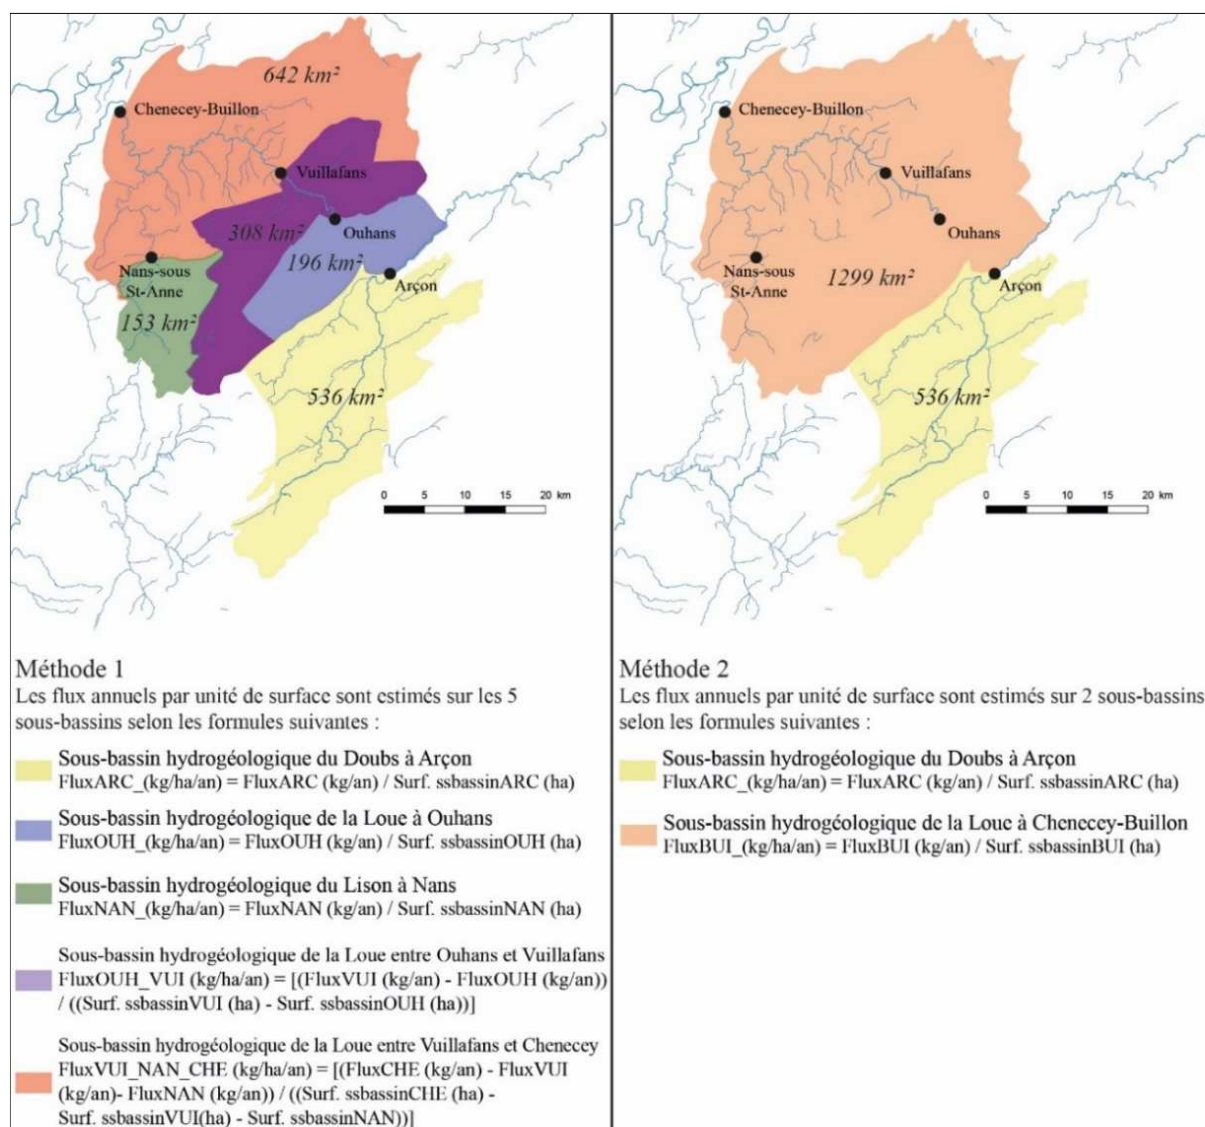 642 km²
Chenecey-Buillon
Vuillafans
308 km²
Ouhans
196 km²
Nans-sous
St-Anne
Arçon
153 km²
536 km²
0 5 10 15 20 km
Méthode 1
Les flux annuels par unité de surface sont estimés sur les 5
sous-bassins selon les formules suivantes :
Sous-bassin hydrogéologique du Doubs à Arçon
FluxARC_(kg/ha/an) = FluxARC (kg/an) / Surf. ssbassinARC (ha)
Sous-bassin hydrogéologique de la Loue à Ouhans
FluxOUH_(kg/ha/an) = FluxOUH (kg/an) / Surf. ssbassinOUH (ha)
Sous-bassin hydrogéologique du Lison à Nans
FluxNAN_(kg/ha/an) = FluxNAN (kg/an) / Surf. ssbassinNAN (ha)
Sous-bassin hydrogéologique de la Loue entre Ouhans et Vuillafans
FluxOUH_VUI (kg/ha/an) = [(FluxVUI (kg/an) - FluxOUH (kg/an))
/ ((Surf. ssbassinVUI (ha) - Surf. ssbassinOUH (ha))]
Sous-bassin hydrogéologique de la Loue entre Vuillafans et Chenecey
FluxVUI_NAN_CHE (kg/ha/an) = [(FluxCHE (kg/an) - FluxVUI
(kg/an)- FluxNAN (kg/an)) / ((Surf. ssbassinCHE (ha) -
Surf. ssbassinVUI(ha) - Surf. ssbassinNAN))]
Chenecey-Buillon
Vuillafans
Ouhans
Nans-sous
St-Anne
1299 km²
Arçon
536 km²
0 5 10 15 20 km
Méthode 2
Les flux annuels par unité de surface sont estimés sur 2 sous-bassins
selon les formules suivantes :
Sous-bassin hydrogéologique du Doubs à Arçon
FluxARC_(kg/ha/an) = FluxARC (kg/an) / Surf. ssbassinARC (ha)
Sous-bassin hydrogéologique de la Loue à Chenecey-Buillon
FluxBUI_(kg/ha/an) = FluxBUI (kg/an) / Surf. ssbassinBUI (ha)